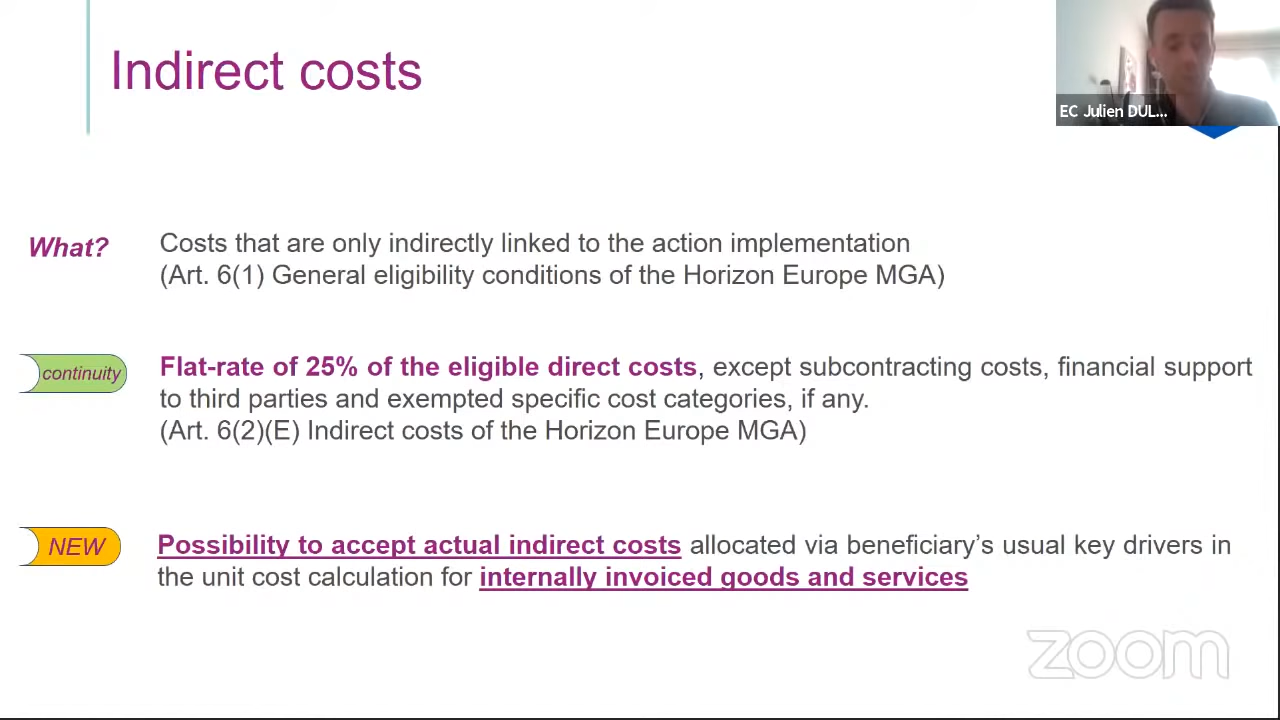 Indirect costs
EC Julien DUL...
What?
Costs that are only indirectly linked to the action implementation
(Art. 6(1) General eligibility conditions of the Horizon Europe MGA)
continuity
Flat-rate of 25% of the eligible direct costs, except subcontracting costs, financial support
to third parties and exempted specific cost categories, if any.
(Art. 6(2)(E) Indirect costs of the Horizon Europe MGA)
NEW
Possibility to accept actual indirect costs allocated via beneficiary's usual key drivers in
the unit cost calculation for internally invoiced goods and services
zoom